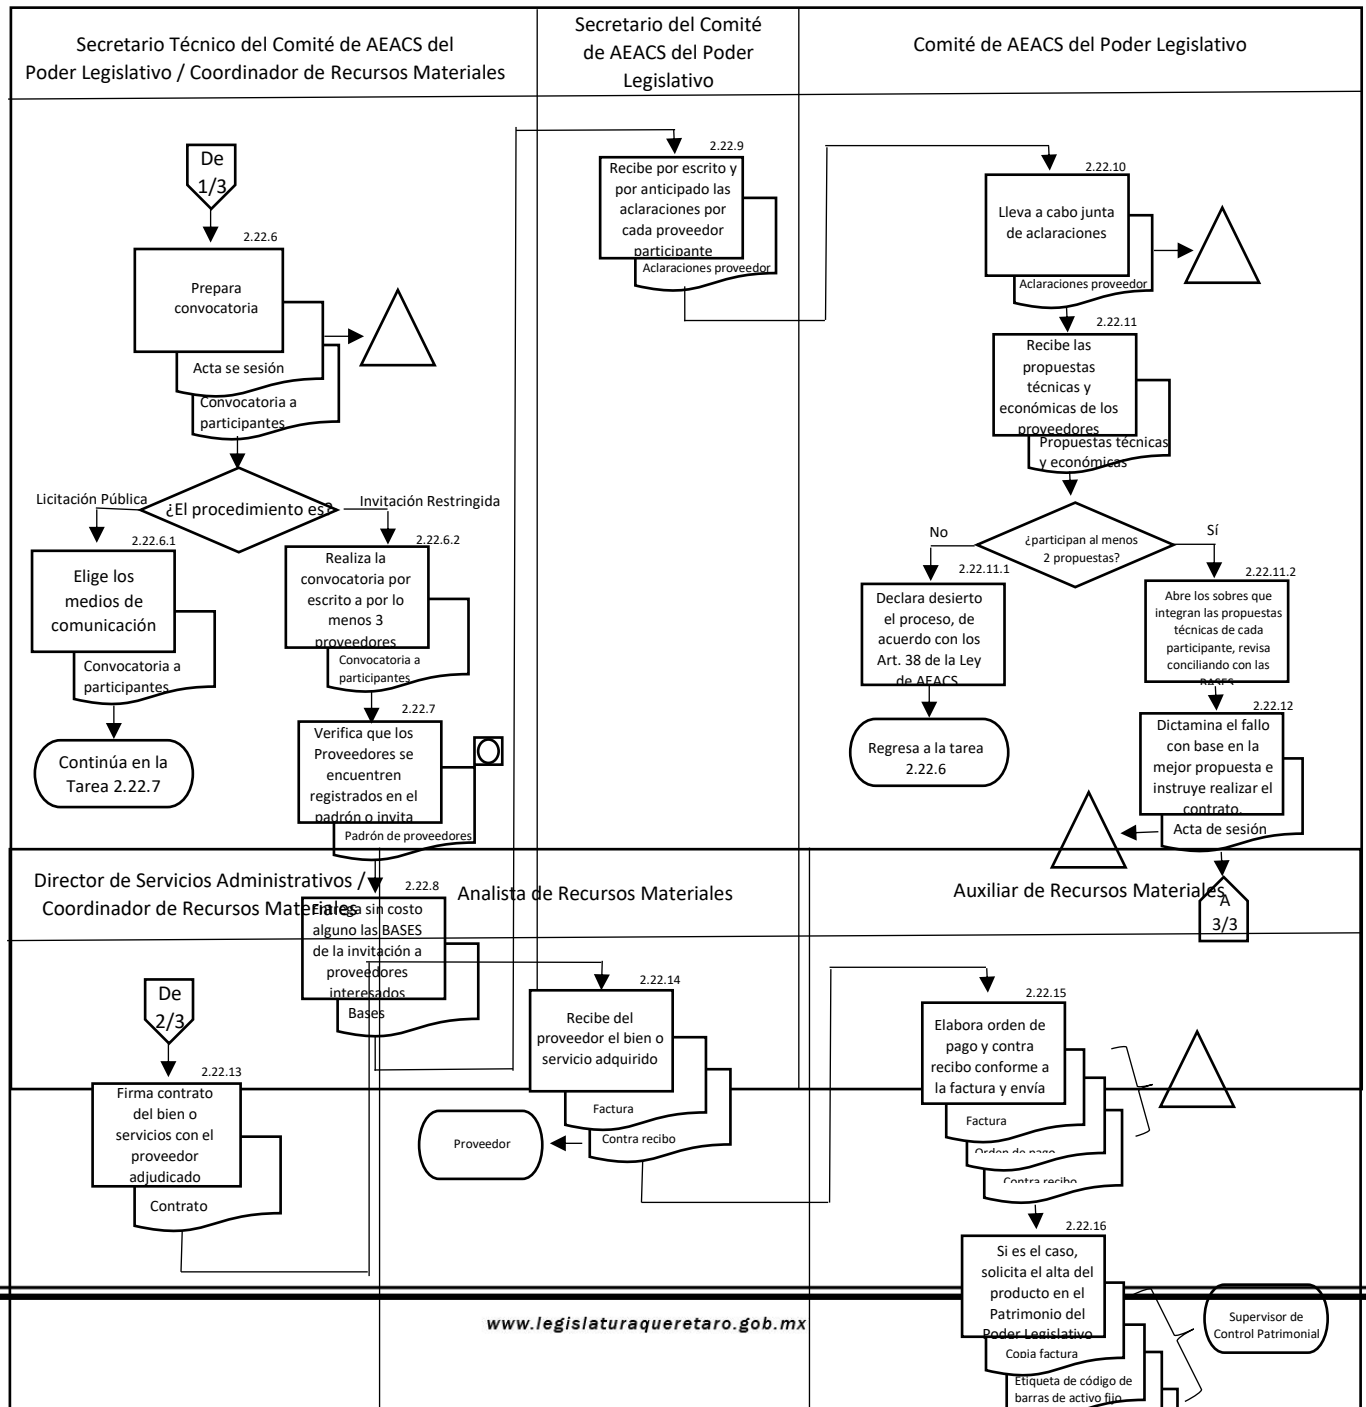 Secretario Técnico del Comité de AEACS del
Poder Legislativo / Coordinador de Recursos Materiales
Secretario del Comité
de AEACS del Poder
Legislativo
Comité de AEACS del Poder Legislativo
De
1/3
2.22.6
Prepara
convocatoria
Acta se sesión
Convocatoria a
participantes
¿El procedimiento es?
Licitación Pública
Invitación Restringida
2.22.6.1
Elige los
medios de
comunicación
Convocatoria a
participantes
Continúa en la
Tarea 2.22.7
2.22.6.2
Realiza la
convocatoria por
escrito a por lo
menos 3
proveedores
Convocatoria a
participantes
2.22.7
Verifica que los
Proveedores se
encuentren
registrados en el
padrón o invita
Padrón de proveedores
2.22.8
Entrega sin costo
alguno las BASES
de la invitación a
proveedores
interesados
Bases
2.22.9
Recibe por escrito y
por anticipado las
aclaraciones por
cada proveedor
participante
Aclaraciones proveedor
2.22.10
Lleva a cabo junta
de aclaraciones
Aclaraciones proveedor
2.22.11
Recibe las
propuestas
técnicas y
económicas de los
proveedores
Propuestas técnicas
y económicas
¿participan al menos
2 propuestas?
No
Sí
2.22.11.1
Declara desierto
el proceso, de
acuerdo con los
Art. 38 de la Ley
de AEACS
Regresa a la tarea
2.22.6
2.22.11.2
Abre los sobres que
integran las propuestas
técnicas de cada
participante, revisa
conciliando con las
BASES
2.22.12
Dictamina el fallo
con base en la
mejor propuesta e
instruye realizar el
contrato.
Acta de sesión
A
3/3
Director de Servicios Administrativos /
Coordinador de Recursos Materiales
Analista de Recursos Materiales
Auxiliar de Recursos Materiales
De
2/3
2.22.13
Firma contrato
del bien o
servicios con el
proveedor
adjudicado
Contrato
2.22.14
Recibe del
proveedor el bien o
servicio adquirido
Factura
Contra recibo
Proveedor
2.22.15
Elabora orden de
pago y contra
recibo conforme a
la factura y envía
Factura
Orden de pago
Contra recibo
2.22.16
Si es el caso,
solicita el alta del
producto en el
Patrimonio del
Poder Legislativo
Copia factura
Etiqueta de código de
barras de activo fijo
Supervisor de
Control Patrimonial
www.legislaturaqueretaro.gob.mx